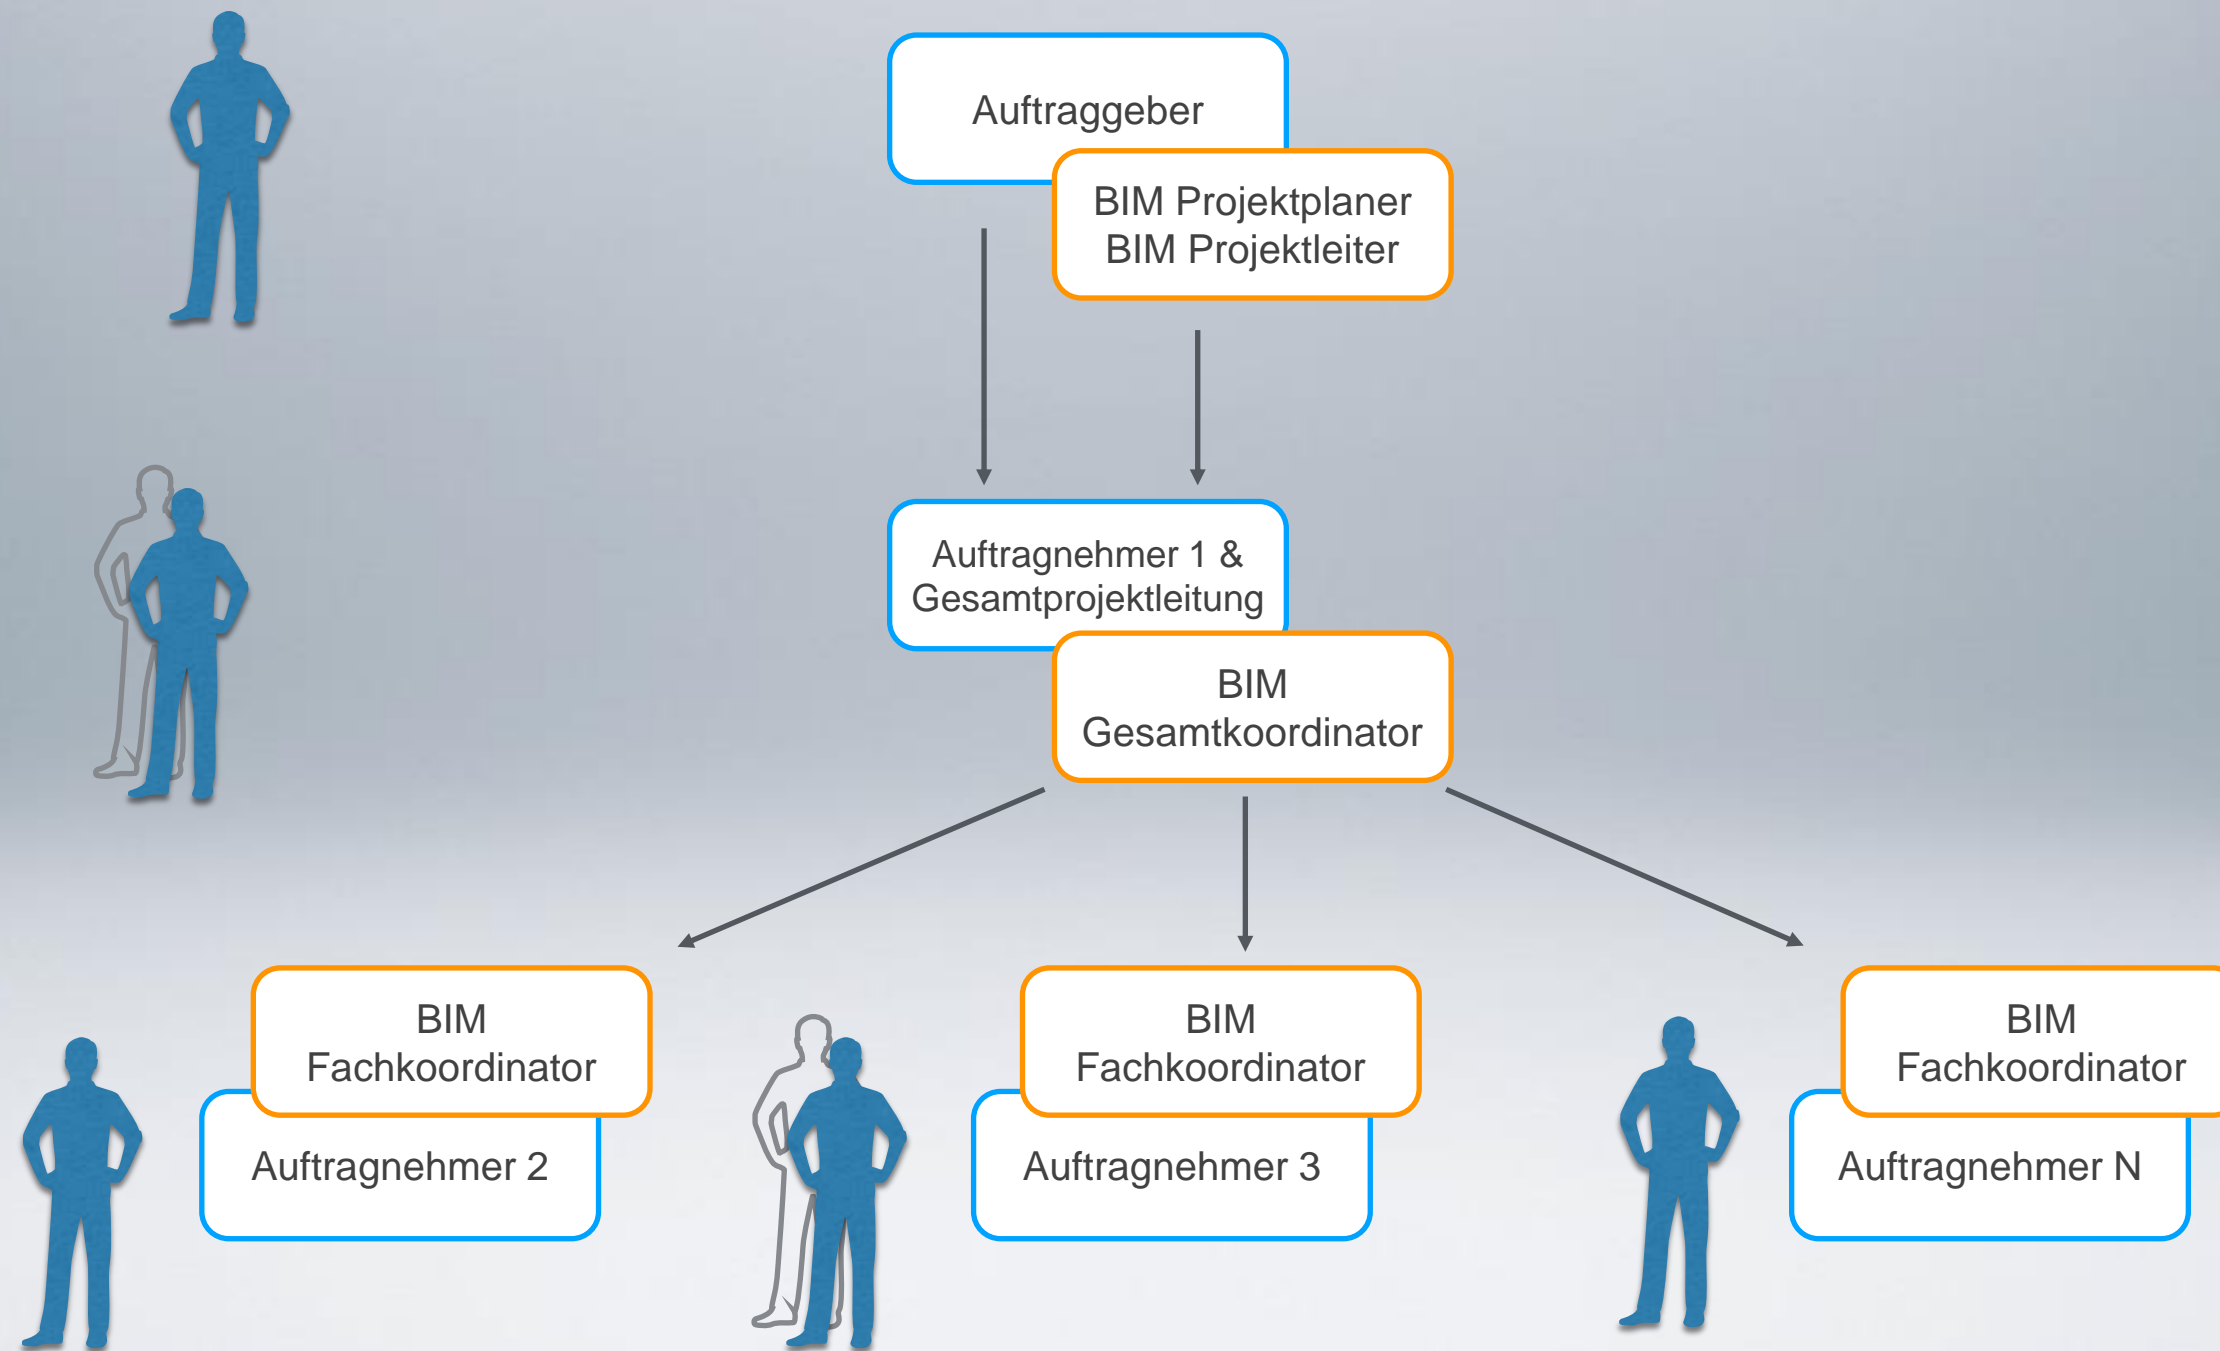 Auftraggeber
BIM Projektplaner
BIM Projektleiter
Auftragnehmer 1 &
Gesamtprojektleitung
BIM
Gesamtkoordinator
BIM
Fachkoordinator
Auftragnehmer 2
BIM
Fachkoordinator
Auftragnehmer 3
BIM
Fachkoordinator
Auftragnehmer N